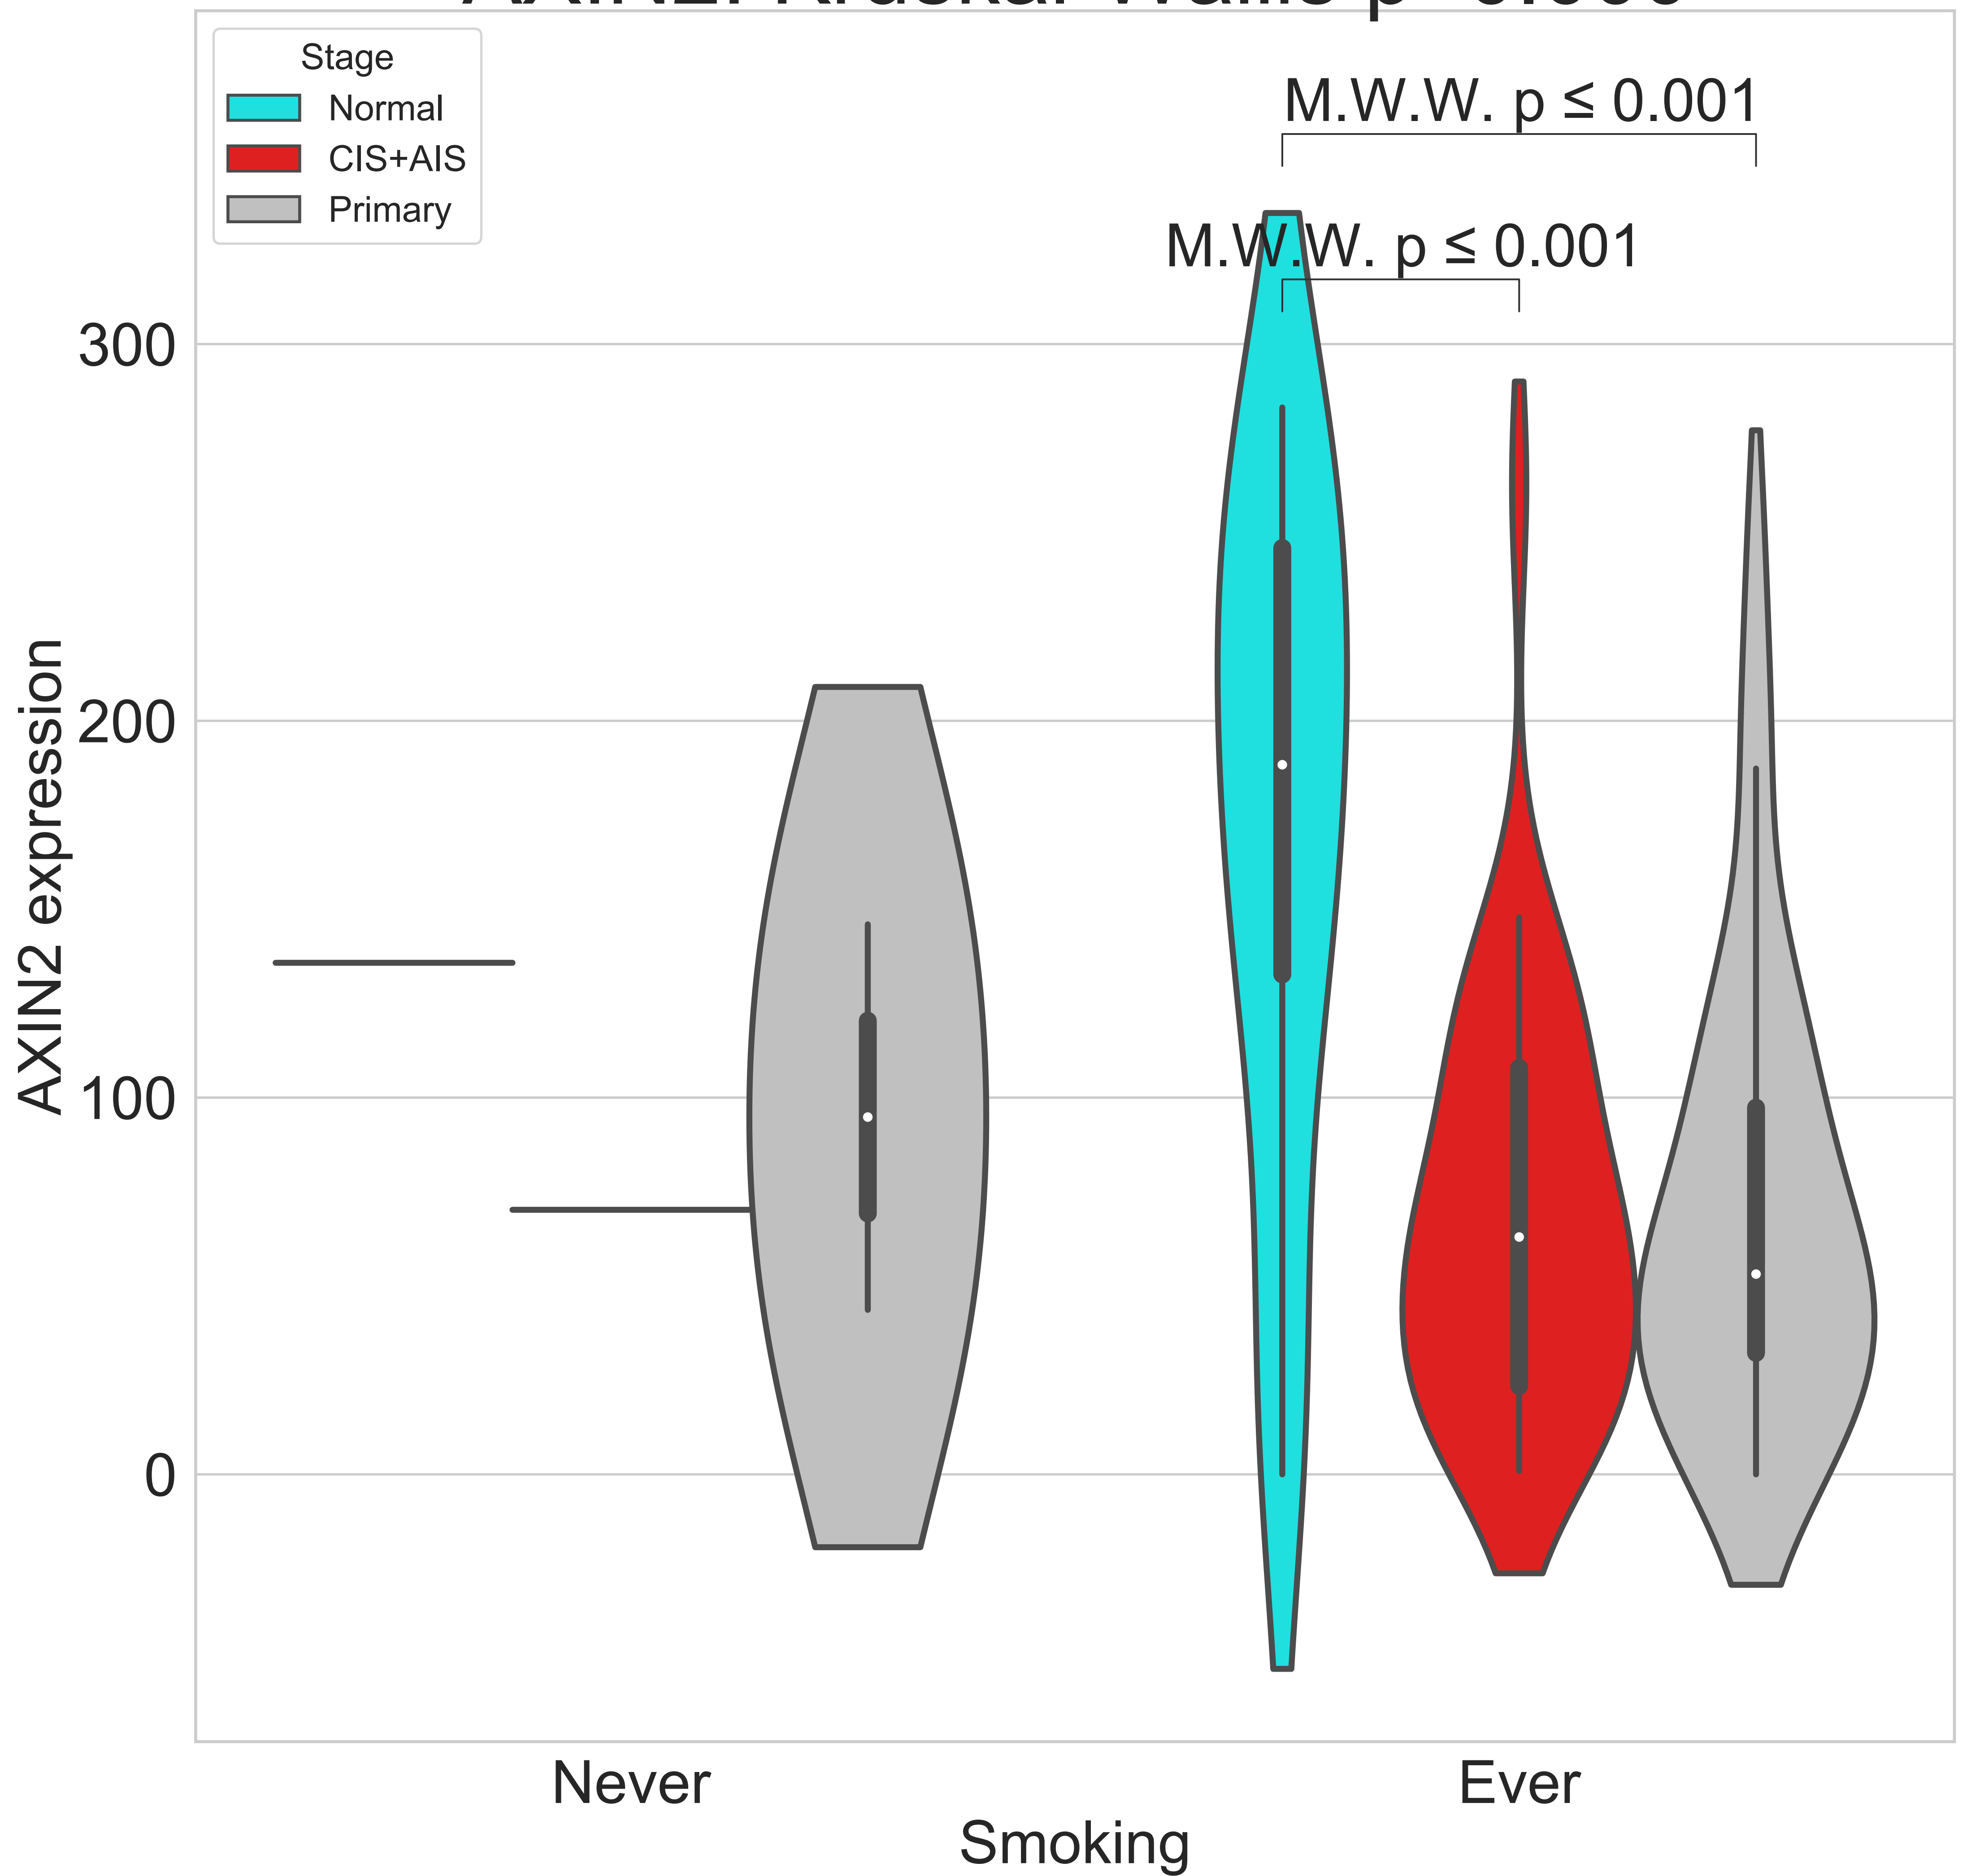 Stage
Normal
CIS+AIS
Primary
M.W.W. p ≤ 0.001
M.W.W. p ≤ 0.001
300
200
100
0
AXIN2 expression
Never
Ever
Smoking